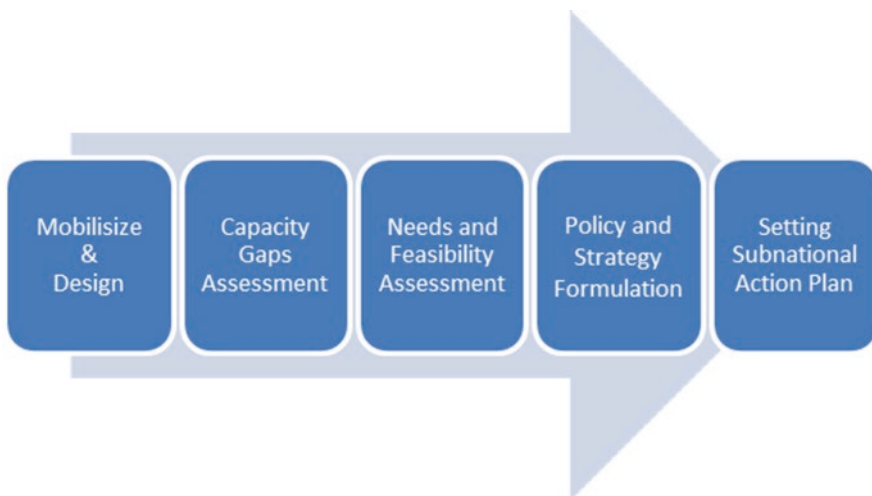 Mobilisize
&
Design
Capacity
Gaps
Assessment
Needs and
Feasibility
Assessment
Policy and
Strategy
Formulation
Setting
Subnational
Action Plan